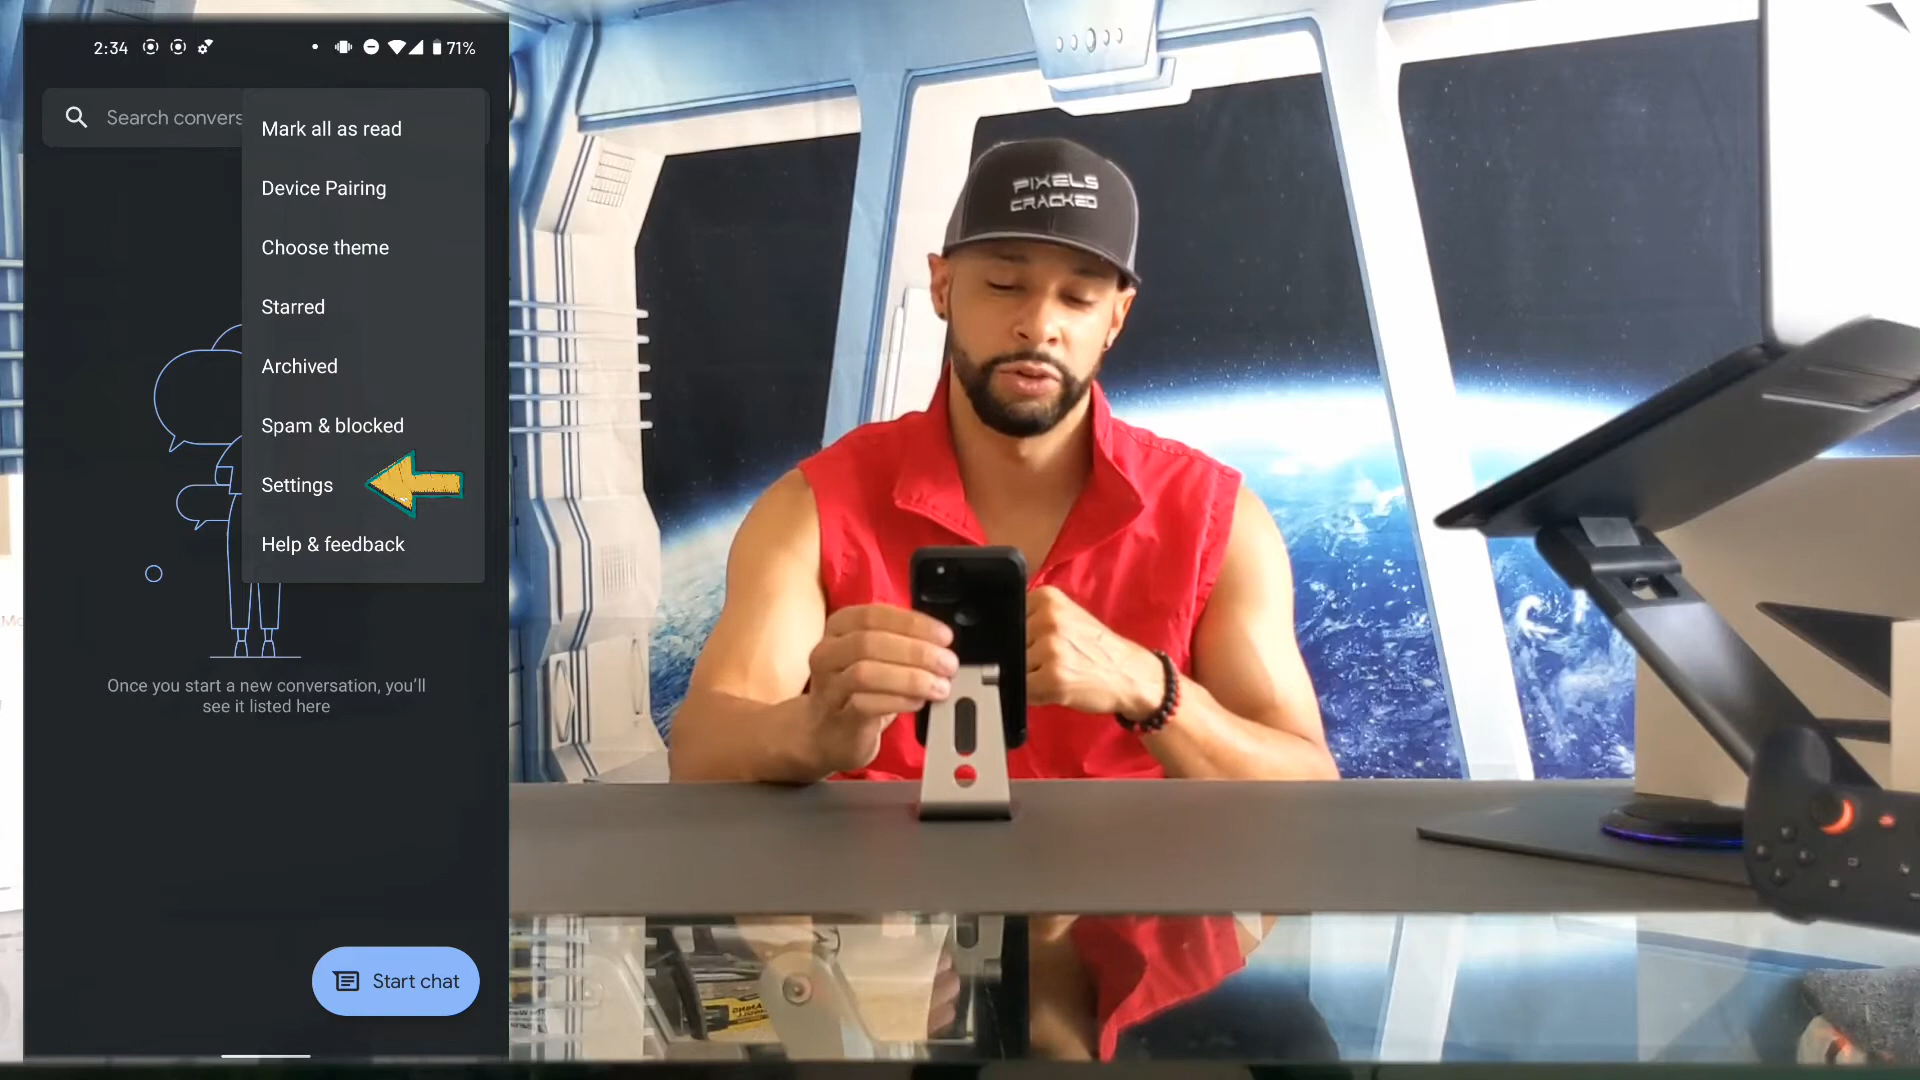 2:34
71%
Search convers
Mark all as read
Device Pairing
Choose theme
Starred
Archived
Spam & blocked
Settings
Help & feedback
Once you start a new conversation, you'll
see it listed here
Start chat
PIXELS
CRACKED